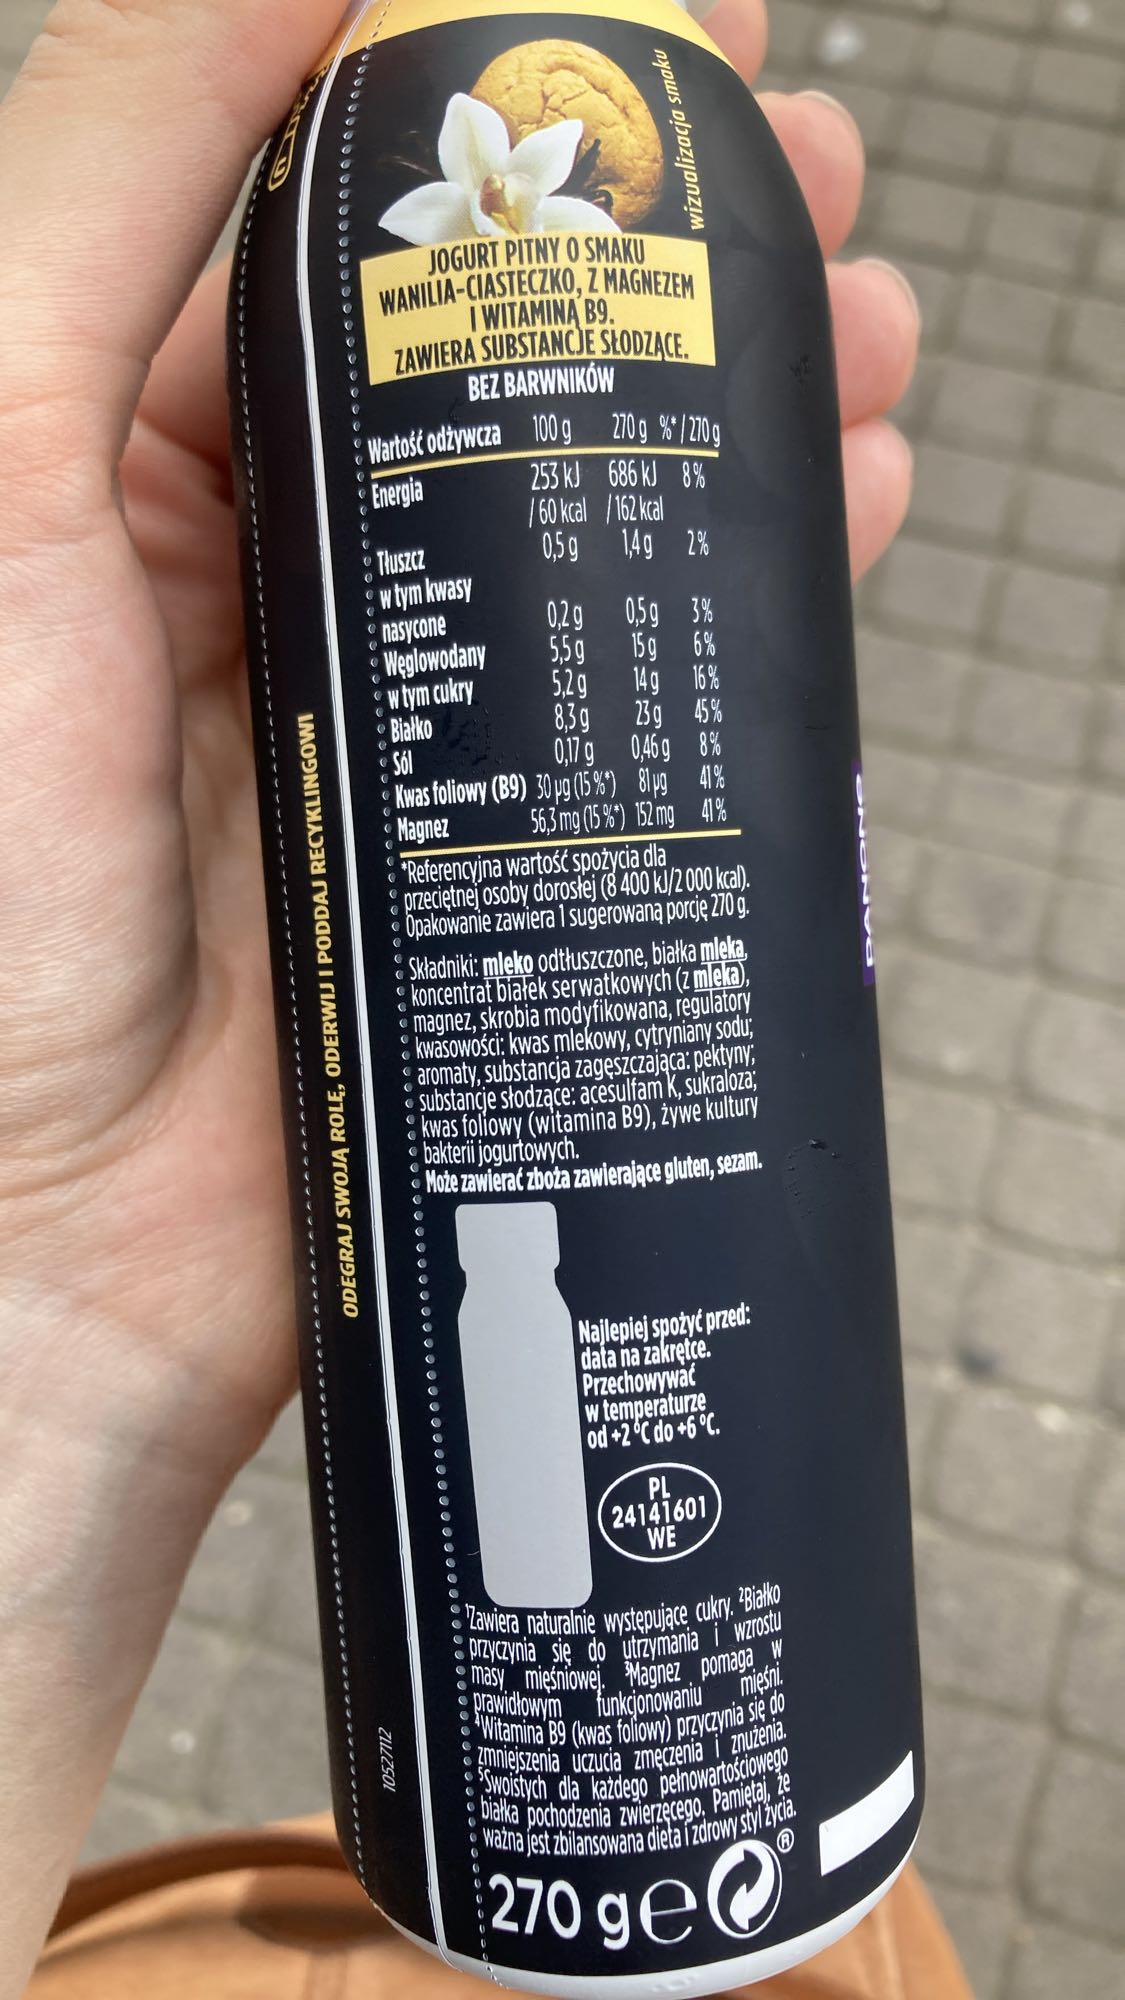 wizualizacja smaku
JOGURT PITNY O SMAKU
WANILIA-CIASTECZKO, Z MAGNEZEM
I WITAMINĄ B9.
ZAWIERA SUBSTANCJE SŁODZĄCE.
BEZ BARWNIKÓW
Wartość odżywcza 100 g 270 g %* / 270 g
Energia 253 kJ 686 kJ 8%
/ 60 kcal / 162 kcal
Tłuszcz 0,5 g 1,4 g 2%
w tym kwasy
nasycone 0,2 g 0,5 g 3%
Węglowodany 5,5 g 15 g 6%
w tym cukry 5,2 g 14 g 16%
Białko 8,3 g 23 g 45%
Sól 0,17 g 0,46 g 8%
Kwas foliowy (B9) 30 µg (15 %*) 81 µg 41%
Magnez 56,3 mg (15 %*) 152 mg 41%
*Referencyjna wartość spożycia dla
przeciętnej osoby dorosłej (8 400 kJ/2 000 kcal).
Opakowanie zawiera 1 sugerowaną porcję 270 g.
Składniki: mleko odtłuszczone, białka mleka,
koncentrat białek serwatkowych (z mleka),
magnez, skrobia modyfikowana, regulatory
kwasowości: kwas mlekowy, cytryniany sodu;
aromaty, substancja zagęszczająca: pektyny;
substancje słodzące: acesulfam K, sukraloza;
kwas foliowy (witamina B9), żywe kultury
bakterii jogurtowych.
Może zawierać zboża zawierające gluten, sezam.
Najlepiej spożyć przed:
data na zakrętce.
Przechowywać
w temperaturze
od +2 °C do +6 °C.
PL
24141601
WE
¹Zawiera naturalnie występujące cukry. ²Białko
przyczynia się do utrzymania i wzrostu
masy mięśniowej. ³Magnez pomaga w
prawidłowym funkcjonowaniu mięśni.
⁴Witamina B9 (kwas foliowy) przyczynia się do
zmniejszenia uczucia zmęczenia i znużenia.
⁵Swoistych dla każdego pełnowartościowego
białka pochodzenia zwierzęcego. Pamiętaj, że
ważna jest zbilansowana dieta i zdrowy styl życia.
270 g e ®
ODEGRAJ SWOJĄ ROLĘ, ODERWIJ I PODDAJ RECYKLINGOWI
10527112